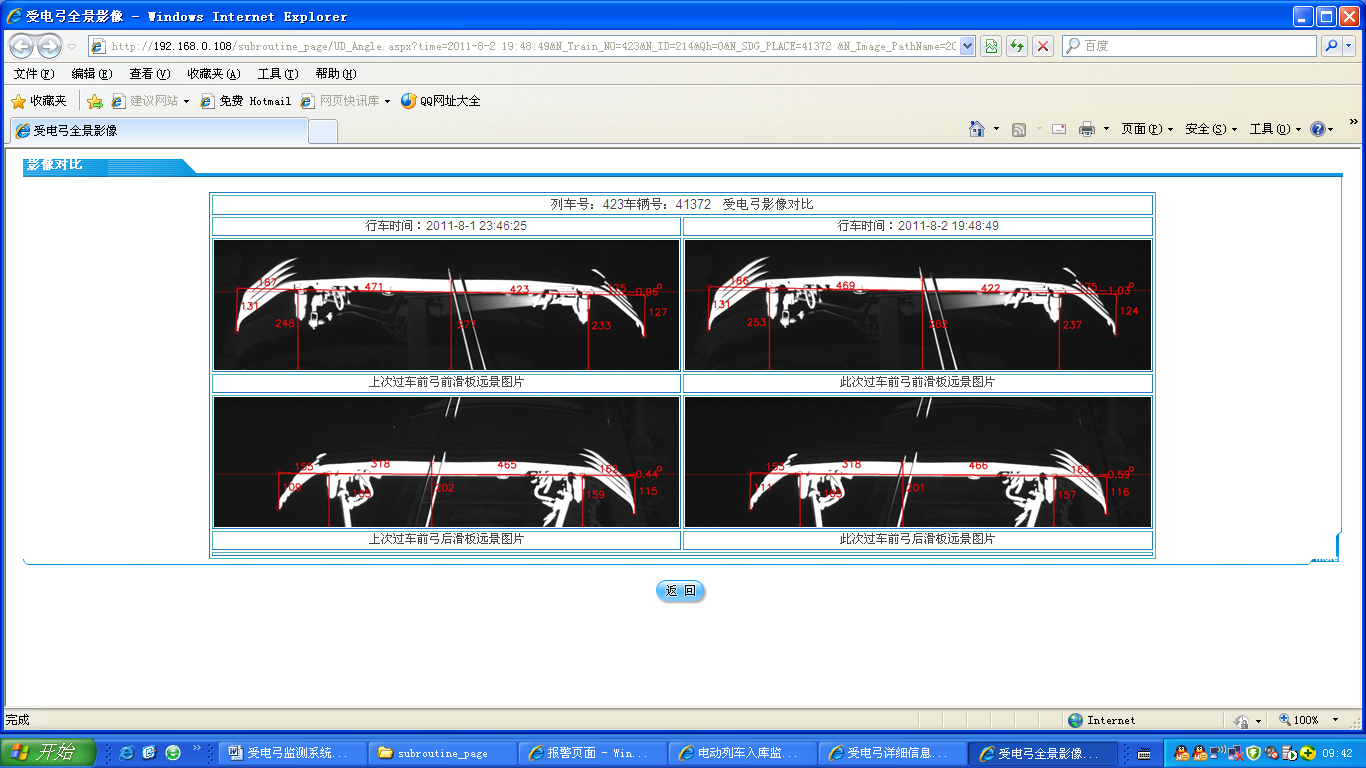 受电弓全景影像 - Windows Internet Explorer
http://192.168.0.108/subroutine_page/UD_Angle.aspx?time=2011-8-2 19:48:49&N_Train_NO=423&N_ID=214&Qh=0&N_SDG_PLACE=41372 &N_Image_PathName=20
百度
文件(F) 编辑(E) 查看(V) 收藏夹(A) 工具(T) 帮助(H)
收藏夹 建议网站 免费 Hotmail 网页快讯库 QQ网址大全
受电弓全景影像
页面(P) 安全(S) 工具(O) »
影像对比
列车号：423车辆号：41372 受电弓影像对比
行车时间：2011-8-1 23:46:25 行车时间：2011-8-2 19:48:49
187 471 423 175 0.96° 131 127 248 277 233
186 469 422 175 1.03° 131 124 253 282 237
上次过车前弓前滑板远景图片 此次过车前弓前滑板远景图片
155 318 465 162 0.44° 109 202 159 115
155 318 466 163 0.59° 111 201 157 116
上次过车前弓后滑板远景图片 此次过车前弓后滑板远景图片
返 回
完成 Internet 100%
开始 » 受电弓监测系统... subroutine_page 报警页面 - Win... 电动列车入库监... 受电弓详细信息... 受电弓全景影像... 09:42